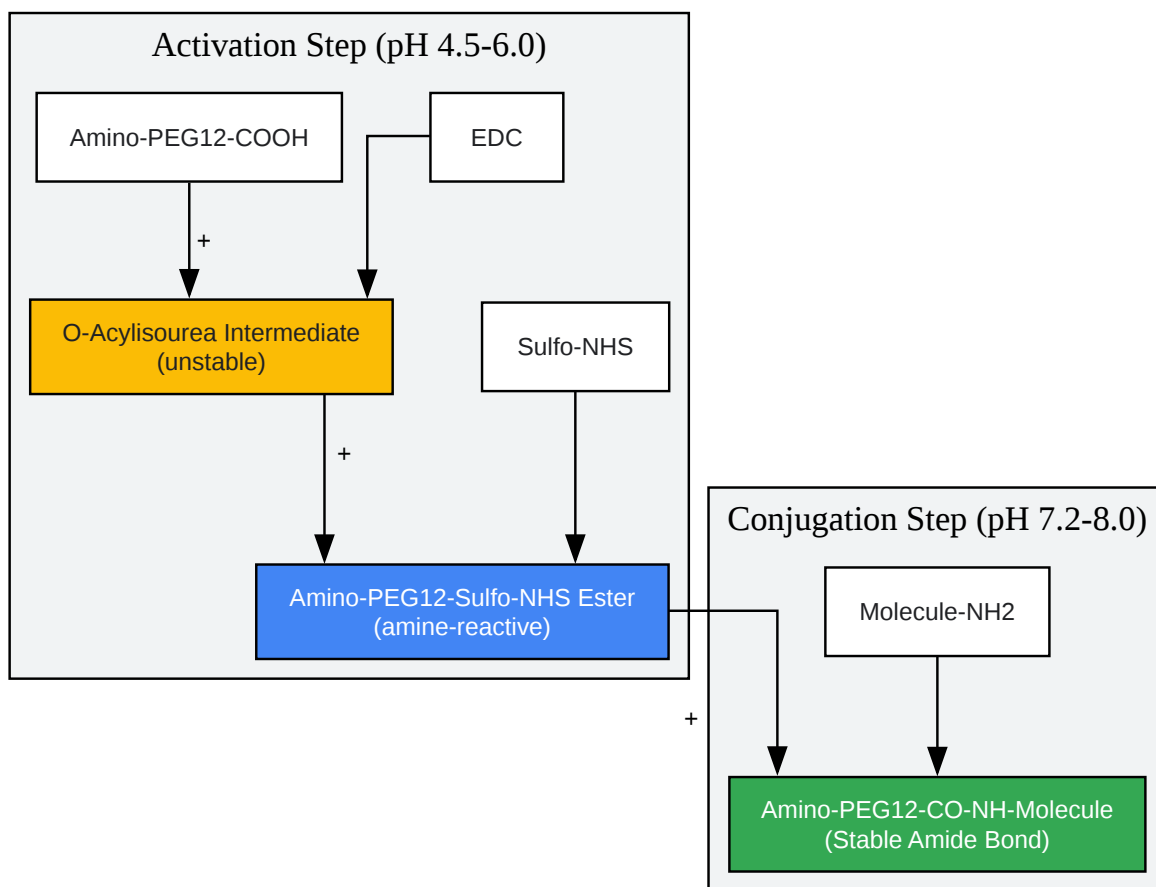 Activation Step (pH 4.5-6.0)
Amino-PEG12-COOH
EDC
+
O-Acylisourea Intermediate
(unstable)
Sulfo-NHS
+
Amino-PEG12-Sulfo-NHS Ester
(amine-reactive)
Conjugation Step (pH 7.2-8.0)
Molecule-NH2
+
Amino-PEG12-CO-NH-Molecule
(Stable Amide Bond)